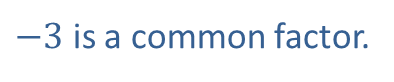 −3 is a common factor.